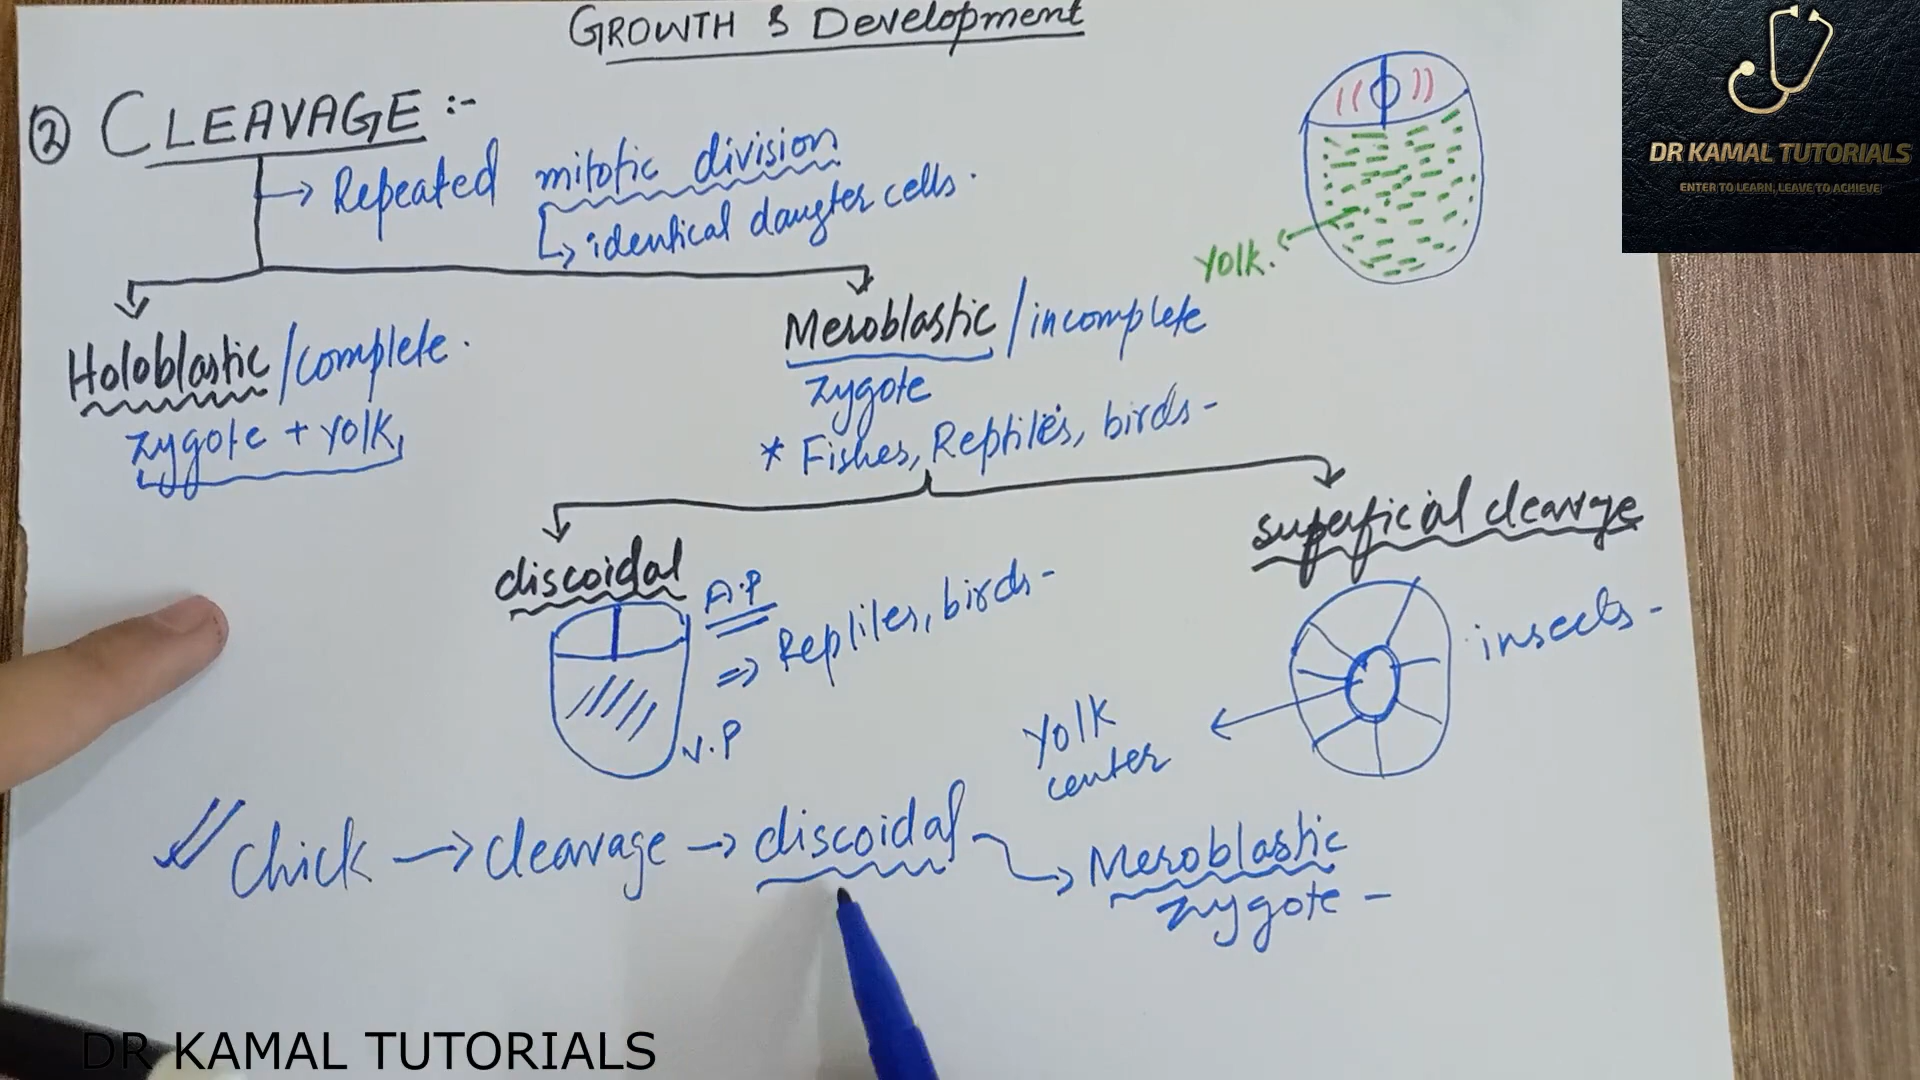 GROWTH & Development
② CLEAVAGE :-
→ Repeated mitotic division
↳ identical daugter cells.
Yolk.
Holoblastic / complete.
zygote + yolk
Meroblastic / incomplete
zygote
* Fishes, Reptiles, birds -
discoidal
A.P
⇒ Reptiles, birds -
V.P
superficial cleavage
insects -
Yolk
center
Chick → cleavage → discoidal → Meroblastic
zygote -
DR KAMAL TUTORIALS
ENTER TO LEARN, LEAVE TO ACHIEVE
DR KAMAL TUTORIALS